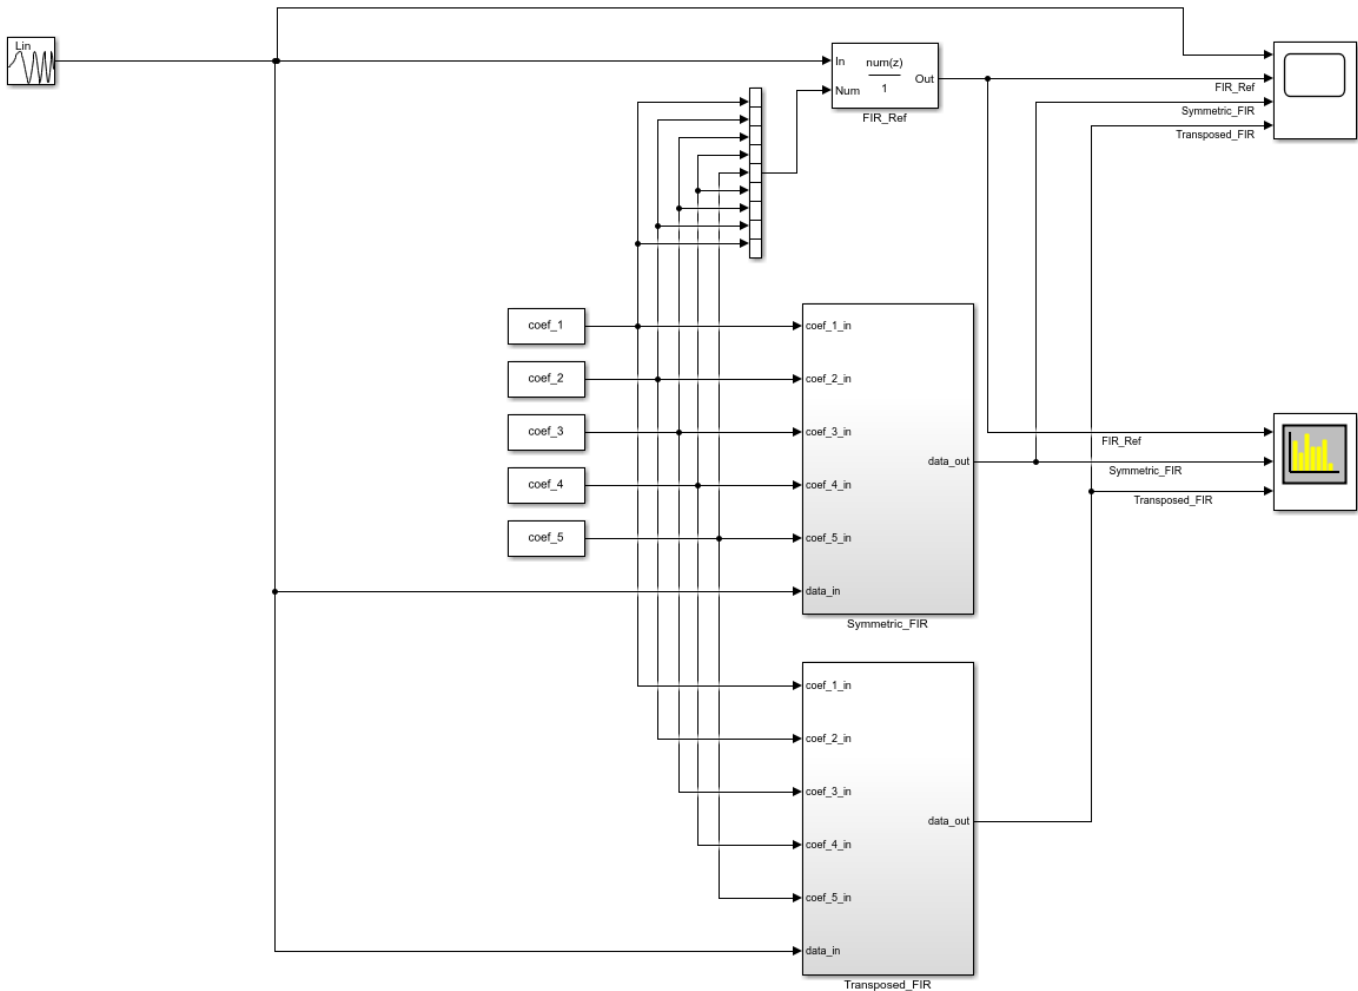 Lin
In
num(z)
1
Num
Out
FIR_Ref
FIR_Ref
Symmetric_FIR
Transposed_FIR
coef_1
coef_2
coef_3
coef_4
coef_5
coef_1_in
coef_2_in
coef_3_in
coef_4_in
coef_5_in
data_in
data_out
Symmetric_FIR
FIR_Ref
Symmetric_FIR
Transposed_FIR
coef_1_in
coef_2_in
coef_3_in
coef_4_in
coef_5_in
data_in
data_out
Transposed_FIR